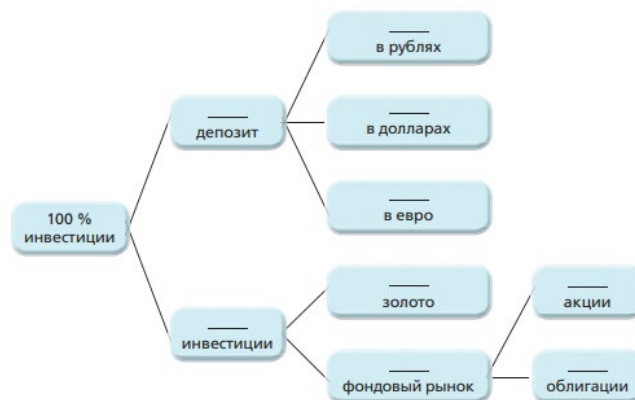 в рублях
депозит
в долларах
100 %
инвестиции
в евро
золото
акции
инвестиции
фондовый рынок
облигации